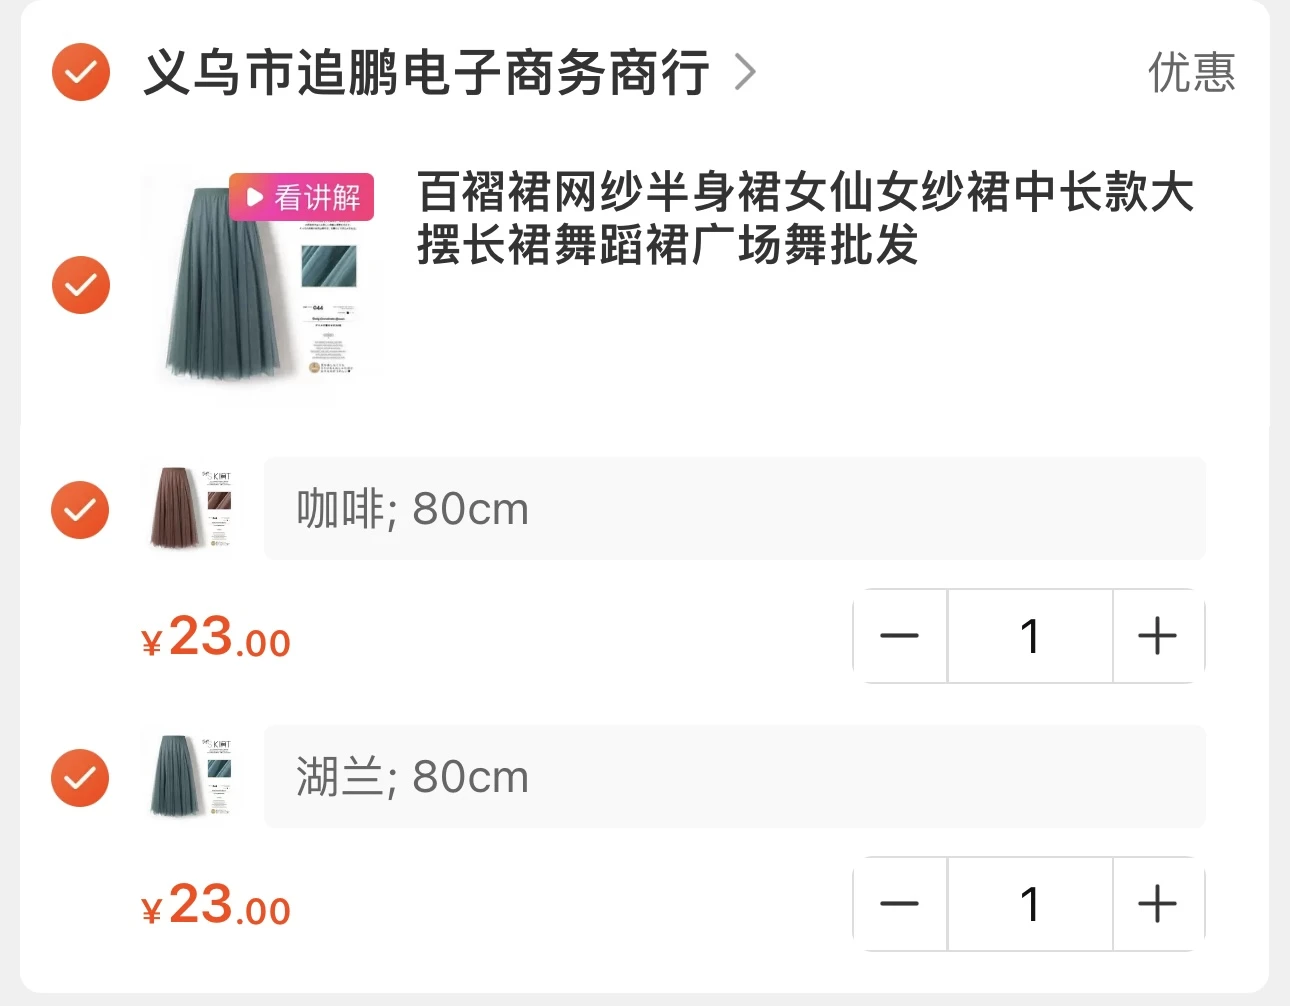 义乌市追鹏电子商务商行
优惠
看讲解
百褶裙网纱半身裙女仙女纱裙中长款大
摆长裙舞蹈裙广场舞批发
咖啡; 80cm
¥23.00
1
湖兰; 80cm
¥23.00
1